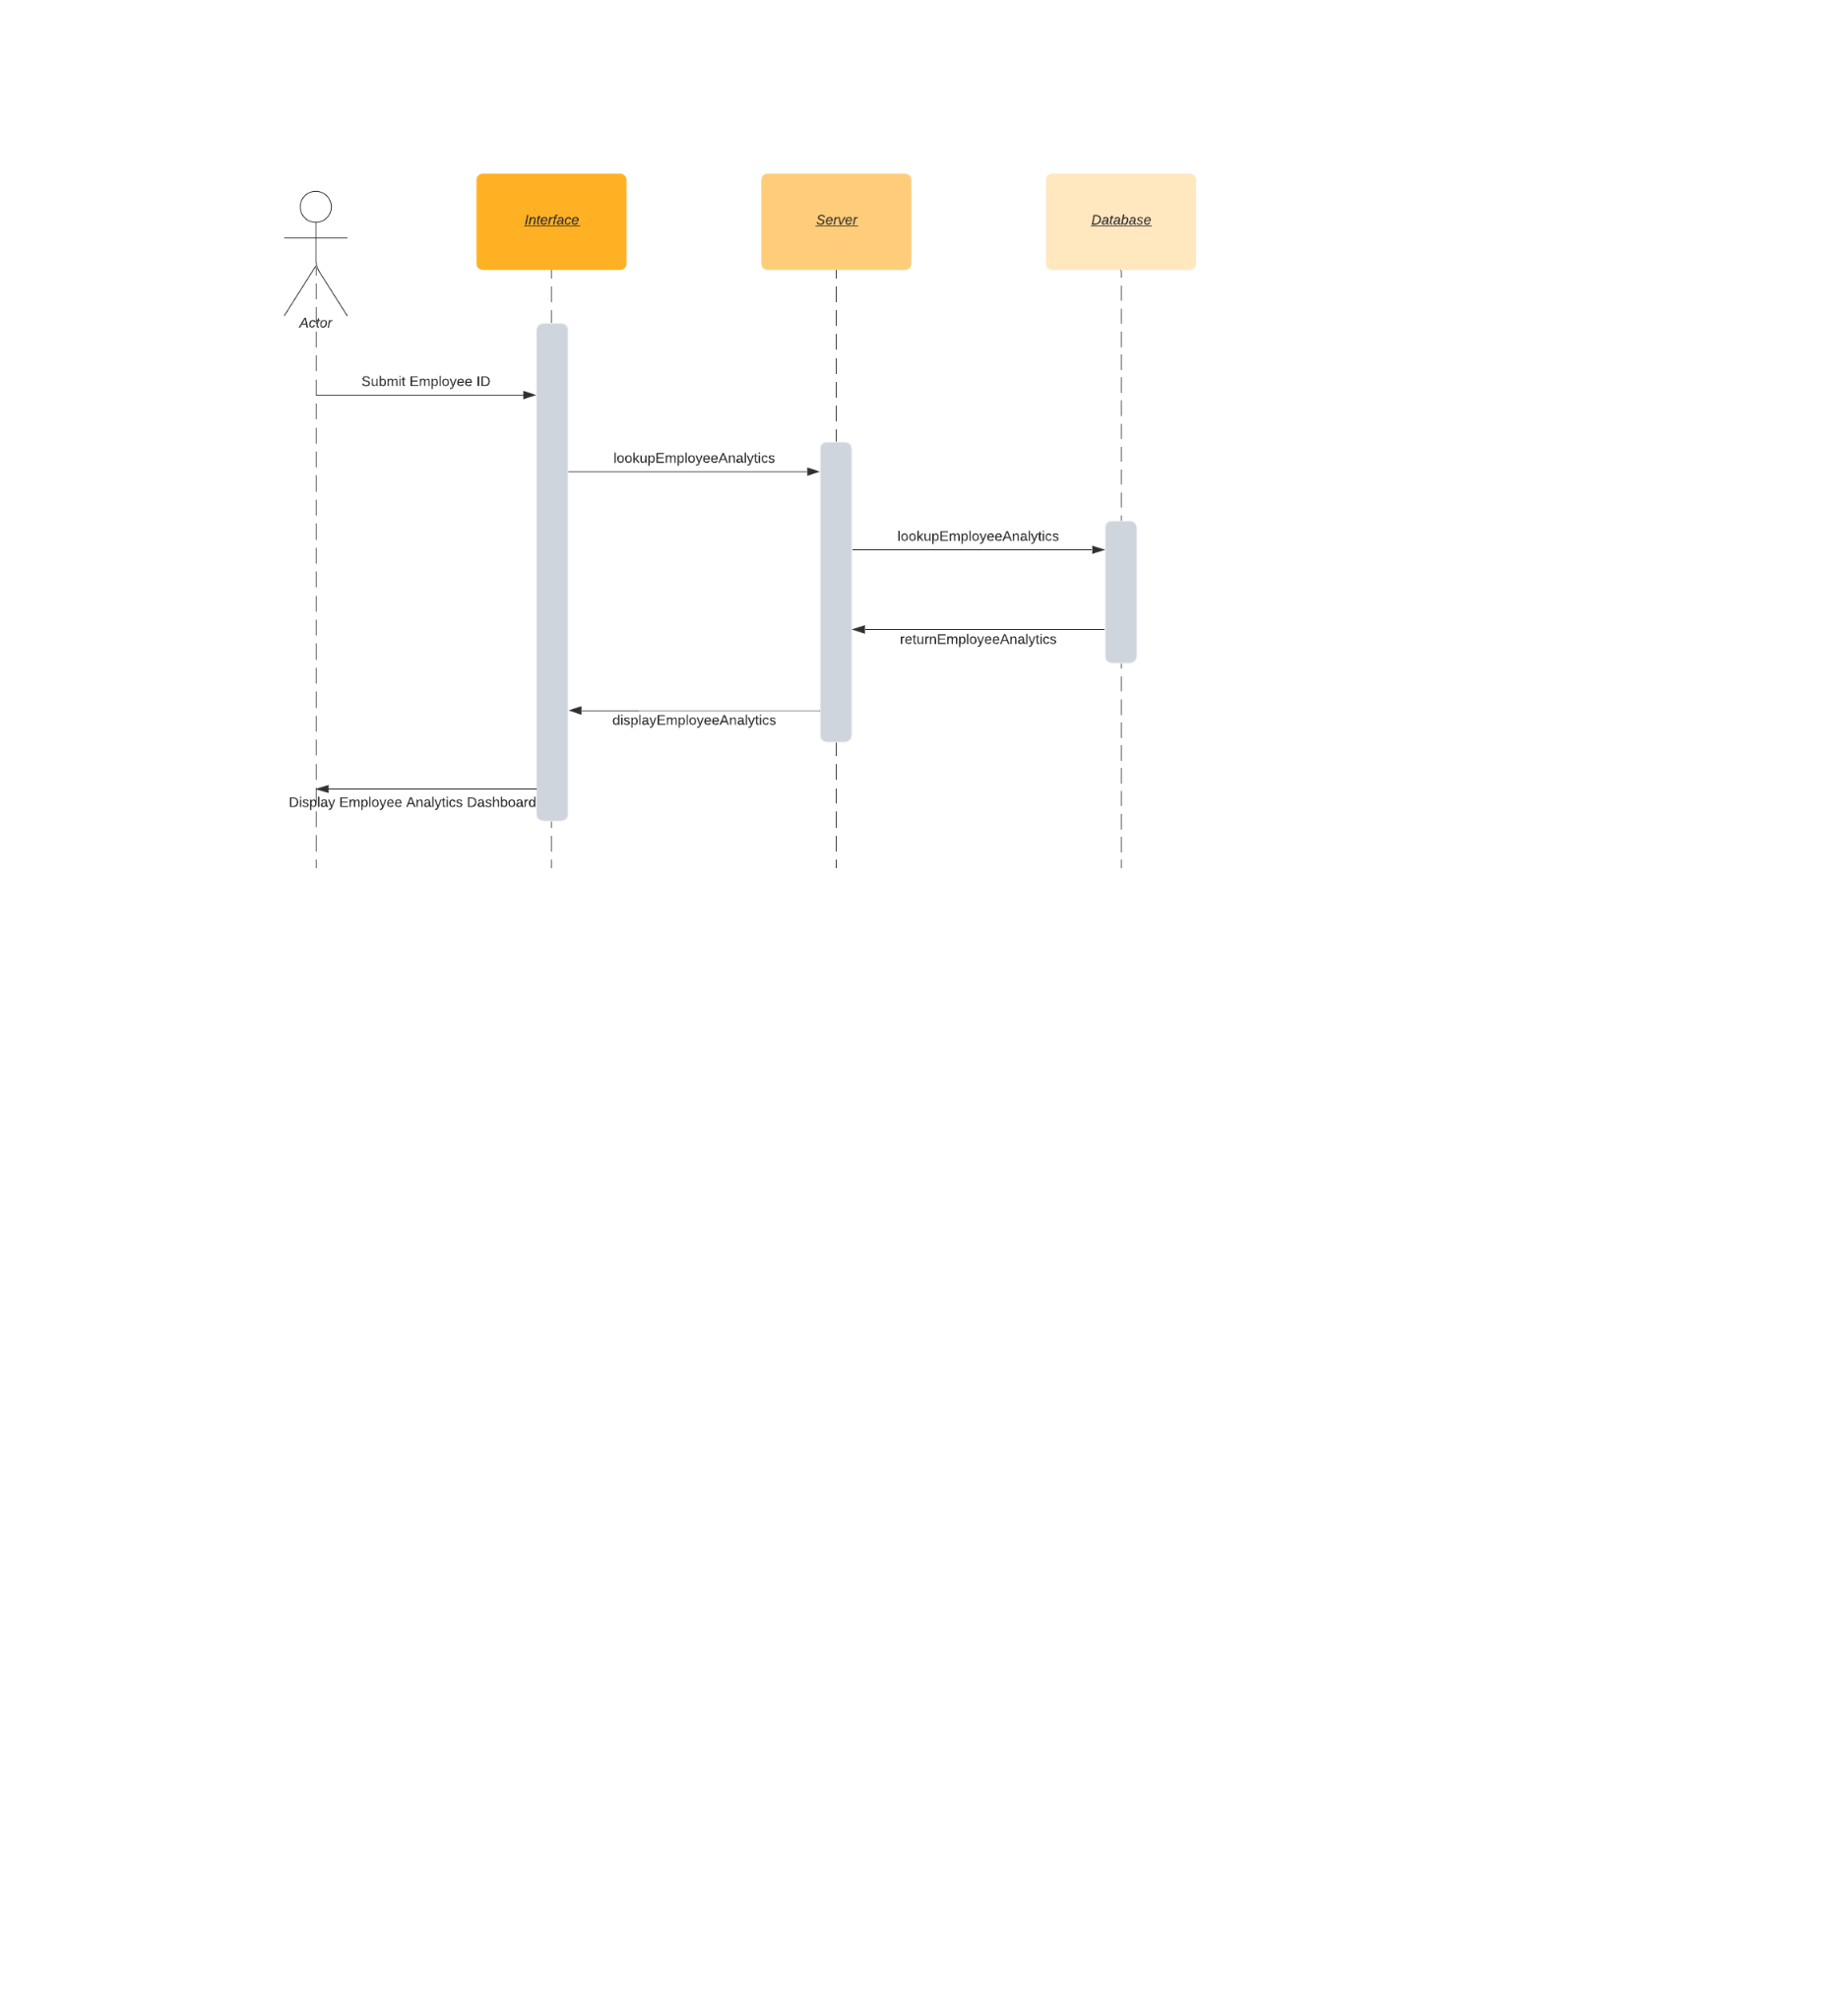 Interface
Server
Database
Actor
Submit Employee ID
lookupEmployeeAnalytics
lookupEmployeeAnalytics
returnEmployeeAnalytics
displayEmployeeAnalytics
Display Employee Analytics Dashboard